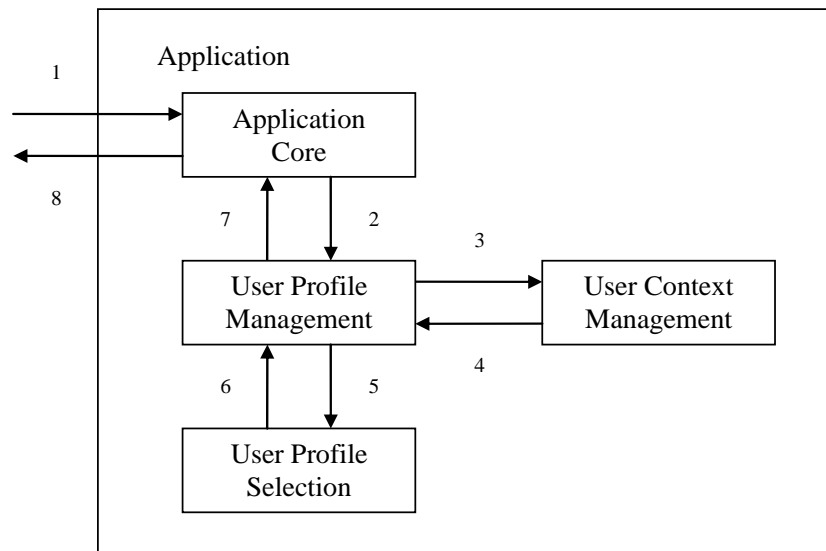 Application
1
Application
Core
8
7
2
3
User Profile
Management
User Context
Management
4
6
5
User Profile
Selection